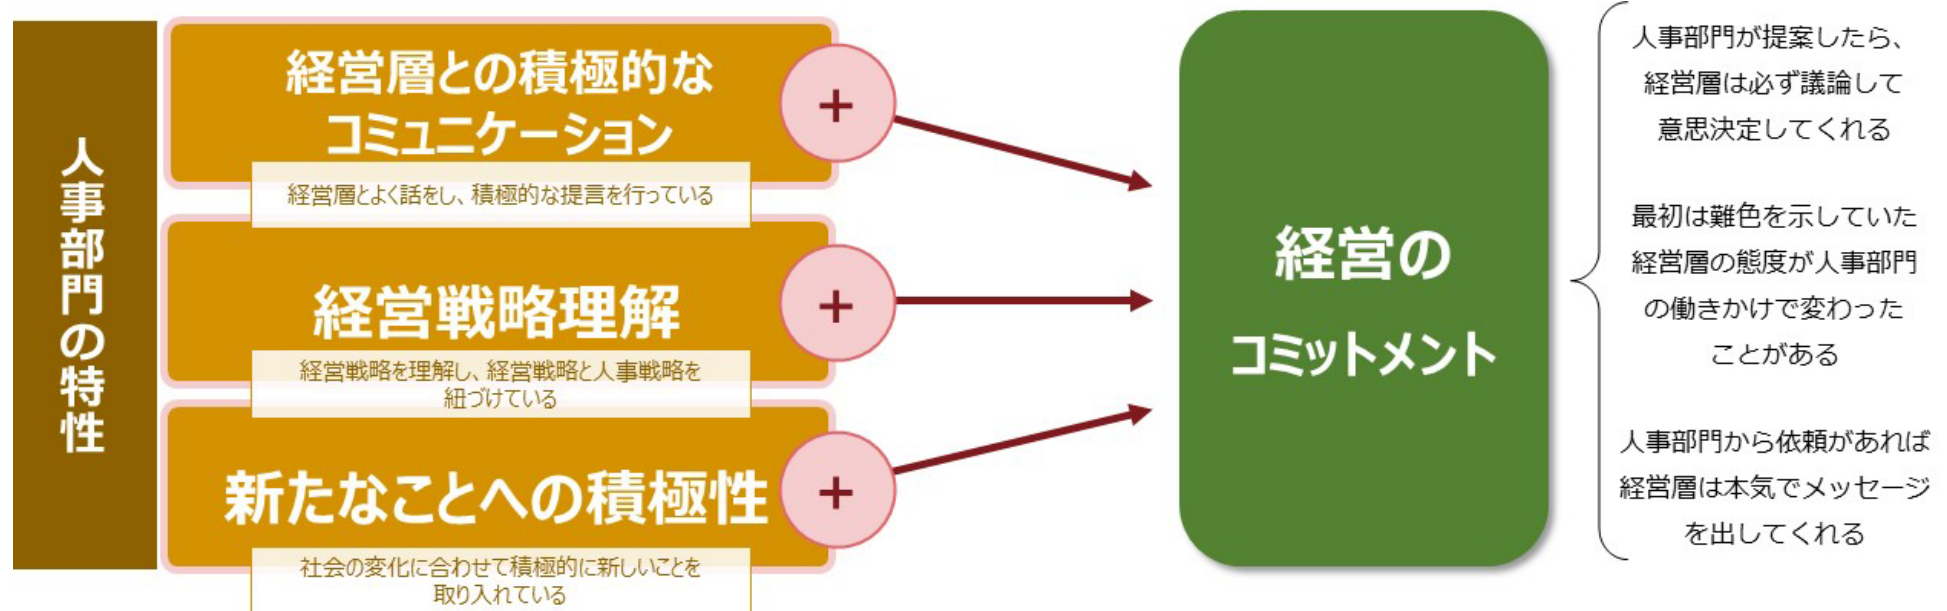 人事部門の特性
経営層との積極的な
コミュニケーション
経営層とよく話をし、積極的な提言を行っている
+
経営戦略理解
経営戦略を理解し、経営戦略と人事戦略を
紐づけている
+
新たなことへの積極性
社会の変化に合わせて積極的に新しいことを
取り入れている
+
経営の
コミットメント
人事部門が提案したら、
経営層は必ず議論して
意思決定してくれる
最初は難色を示していた
経営層の態度が人事部門
の働きかけで変わった
ことがある
人事部門から依頼があれば
経営層は本気でメッセージ
を出してくれる